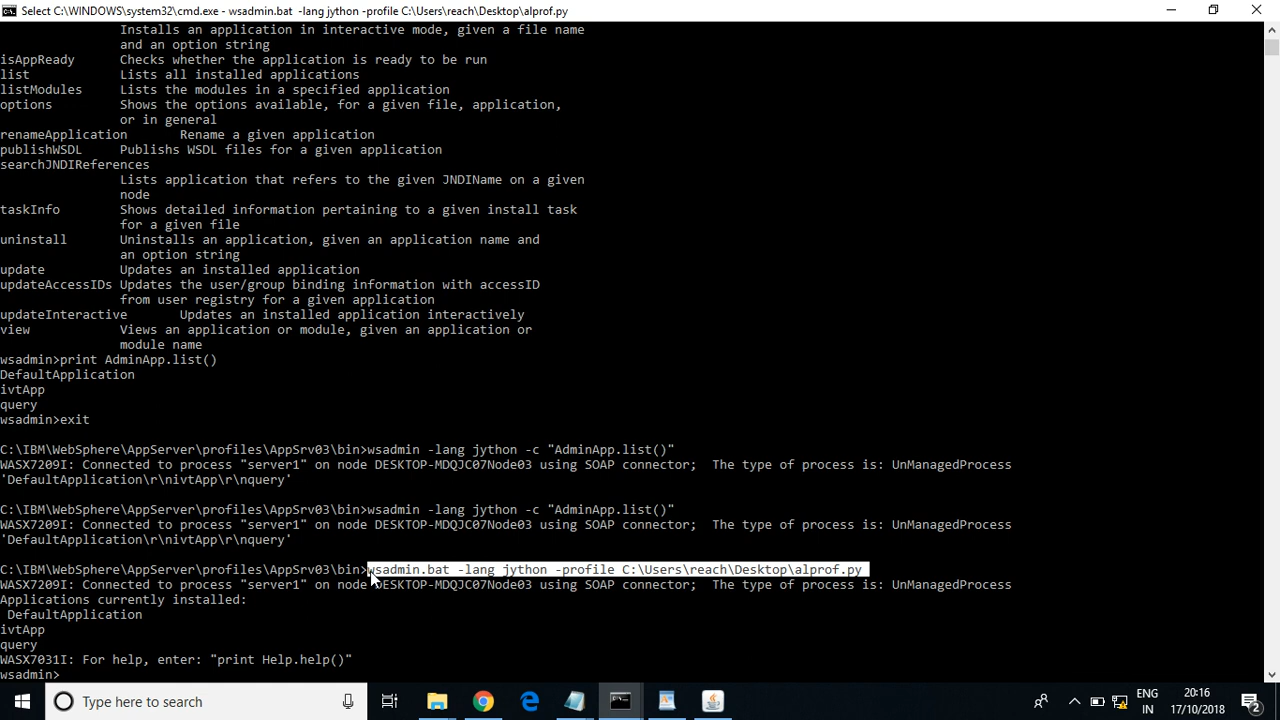 Select C:\WINDOWS\system32\cmd.exe - wsadmin.bat  -lang jython -profile C:\Users\reach\Desktop\alprof.py
Installs an application in interactive mode, given a file name
and an option string
isAppReady      Checks whether the application is ready to be run
list            Lists all installed applications
listModules     Lists the modules in a specified application
options         Shows the options available, for a given file, application,
or in general
renameApplication       Rename a given application
publishWSDL     Publishs WSDL files for a given application
searchJNDIReferences
Lists application that refers to the given JNDIName on a given
node
taskInfo        Shows detailed information pertaining to a given install task
for a given file
uninstall       Uninstalls an application, given an application name and
an option string
update          Updates an installed application
updateAccessIDs Updates the user/group binding information with accessID
from user registry for a given application
updateInteractive       Updates an installed application interactively
view            Views an application or module, given an application or
module name
wsadmin>print AdminApp.list()
DefaultApplication
ivtApp
query
wsadmin>exit
C:\IBM\WebSphere\AppServer\profiles\AppSrv03\bin>wsadmin -lang jython -c "AdminApp.list()"
WASX7209I: Connected to process "server1" on node DESKTOP-MDQJC07Node03 using SOAP connector;  The type of process is: UnManagedProcess
'DefaultApplication\r\nivtApp\r\nquery'
C:\IBM\WebSphere\AppServer\profiles\AppSrv03\bin>wsadmin -lang jython -c "AdminApp.list()"
WASX7209I: Connected to process "server1" on node DESKTOP-MDQJC07Node03 using SOAP connector;  The type of process is: UnManagedProcess
'DefaultApplication\r\nivtApp\r\nquery'
C:\IBM\WebSphere\AppServer\profiles\AppSrv03\bin>wsadmin.bat -lang jython -profile C:\Users\reach\Desktop\alprof.py
WASX7209I: Connected to process "server1" on node DESKTOP-MDQJC07Node03 using SOAP connector;  The type of process is: UnManagedProcess
Applications currently installed:
DefaultApplication
ivtApp
query
WASX7031I: For help, enter: "print Help.help()"
wsadmin>
Type here to search
ENG
IN
20:16
17/10/2018
2